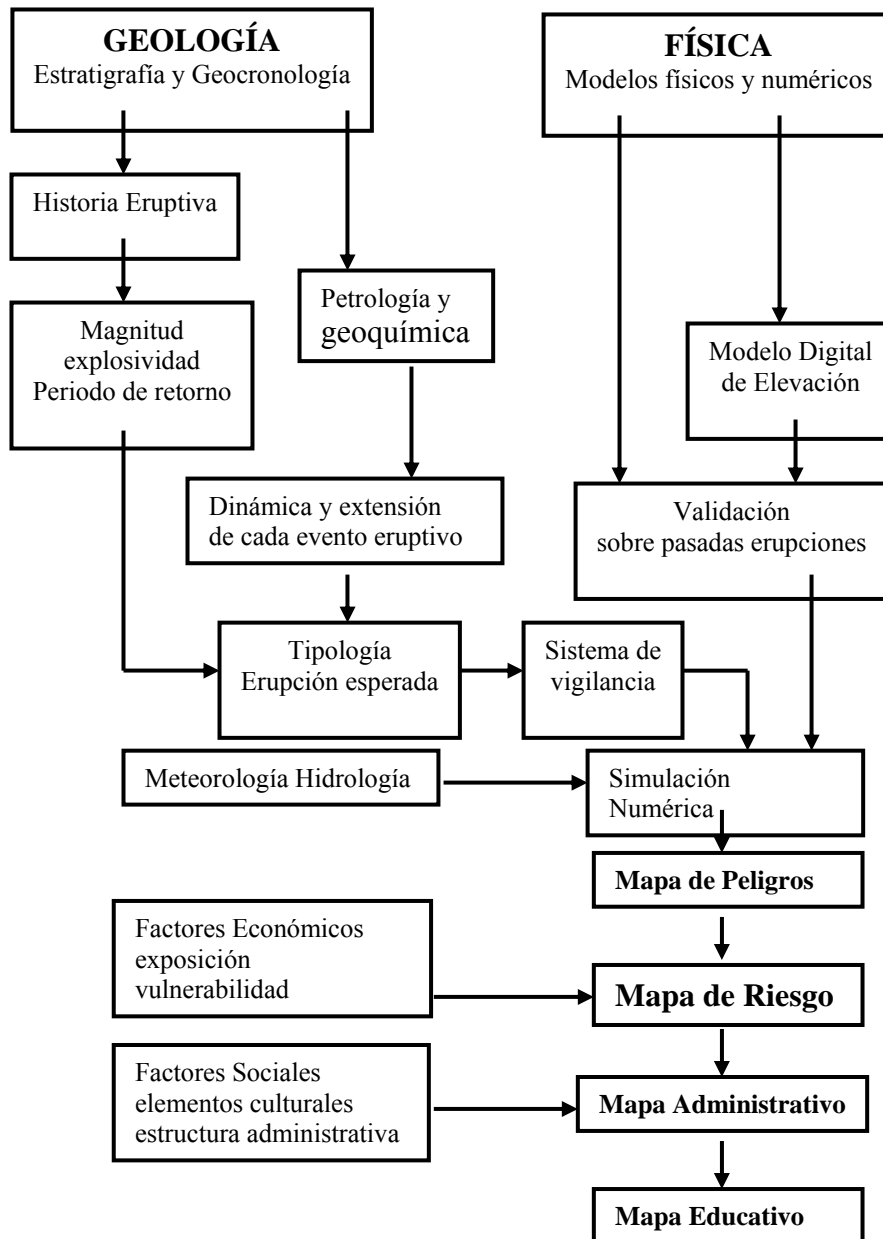 GEOLOGÍA
Estratigrafía y Geocronología
FÍSICA
Modelos físicos y numéricos
Historia Eruptiva
Magnitud
explosividad
Periodo de retorno
Petrología y
geoquímica
Modelo Digital
de Elevación
Dinámica y extensión
de cada evento eruptivo
Validación
sobre pasadas erupciones
Tipología
Erupción esperada
Sistema de
vigilancia
Meteorología Hidrología
Simulación
Numérica
Mapa de Peligros
Factores Económicos
exposición
vulnerabilidad
Mapa de Riesgo
Factores Sociales
elementos culturales
estructura administrativa
Mapa Administrativo
Mapa Educativo